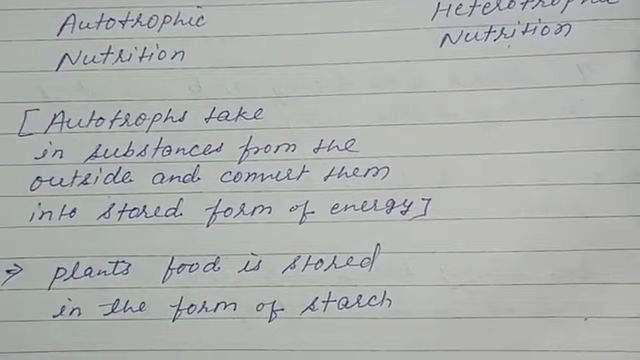 Autotrophic
Nutrition
Heterotrophic
Nutrition
[Autotrophs take
in substances from the
outside and convert them
into stored form of energy]
⇒ plants food is stored
in the form of starch